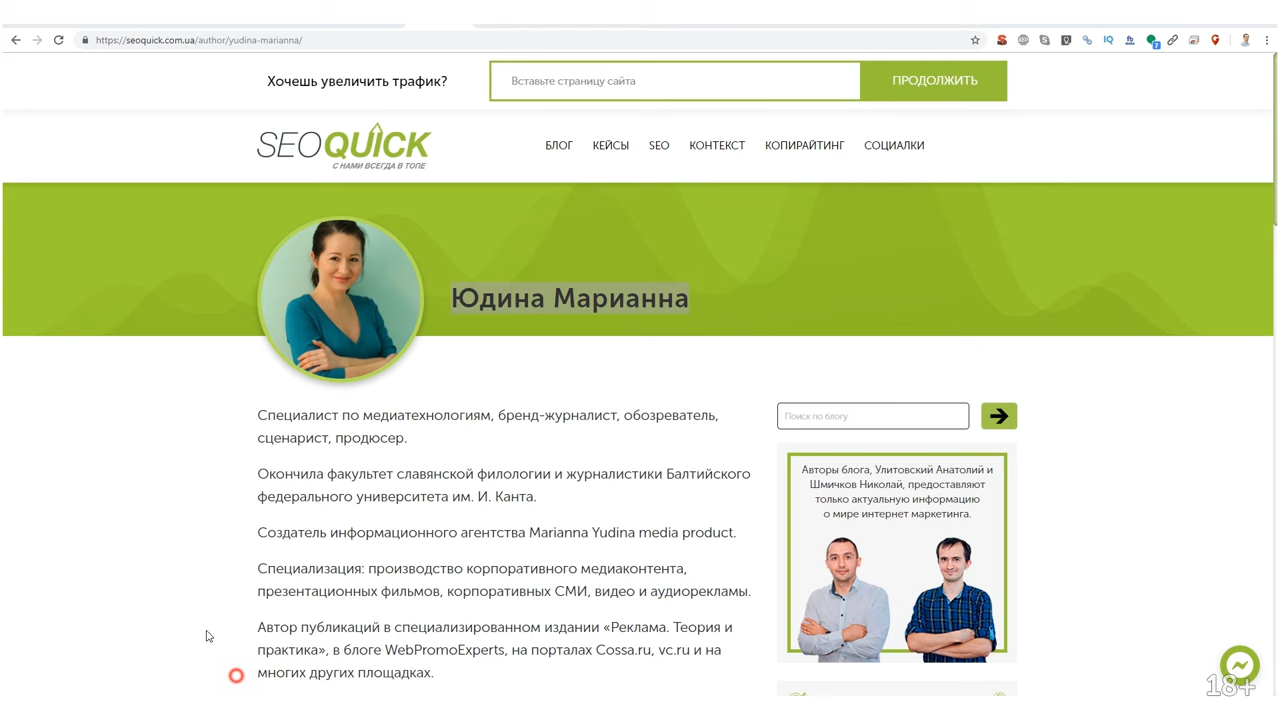 https://seoquick.com.ua/author/yudina-marianna/
Хочешь увеличить трафик?
Вставьте страницу сайта
ПРОДОЛЖИТЬ
SEOQUICK
С НАМИ ВСЕГДА В ТОПЕ
БЛОГ КЕЙСЫ SEO КОНТЕКСТ КОПИРАЙТИНГ СОЦИАЛКИ
Юдина Марианна
Специалист по медиатехнологиям, бренд-журналист, обозреватель,
сценарист, продюсер.
Окончила факультет славянской филологии и журналистики Балтийского
федерального университета им. И. Канта.
Создатель информационного агентства Marianna Yudina media product.
Специализация: производство корпоративного медиаконтента,
презентационных фильмов, корпоративных СМИ, видео и аудиорекламы.
Автор публикаций в специализированном издании «Реклама. Теория и
практика», в блоге WebPromoExperts, на порталах Cossa.ru, vc.ru и на
многих других площадках.
Поиск по блогу
Авторы блога, Улитовский Анатолий и
Шмичков Николай, предоставляют
только актуальную информацию
о мире интернет маркетинга.
18+